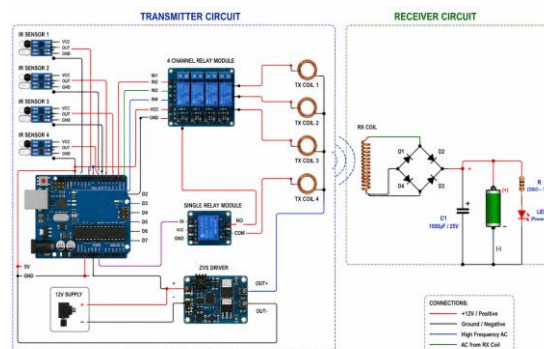 TRANSMITTER CIRCUIT
RECEIVER CIRCUIT
IR SENSOR 1
VCC
OUT
GND
IR SENSOR 2
VCC
OUT
GND
IR SENSOR 3
VCC
OUT
GND
IR SENSOR 4
VCC
OUT
GND
4 CHANNEL RELAY MODULE
IN1
IN2
IN3
IN4
VCC
GND
TX COIL 1
TX COIL 2
TX COIL 3
TX COIL 4
D2
D3
D4
D5
D6
D7
5V
GND
SINGLE RELAY MODULE
IN
VCC
GND
NO
COM
12V SUPPLY
ZVS DRIVER
+
-
OUT+
OUT-
RX COIL
D1
D2
D4
D3
+
C1
1000µF / 25V
(+)
(-)
R
LED
CONNECTIONS:
+12V / Positive
Ground / Negative
High Frequency AC
AC from RX Coil